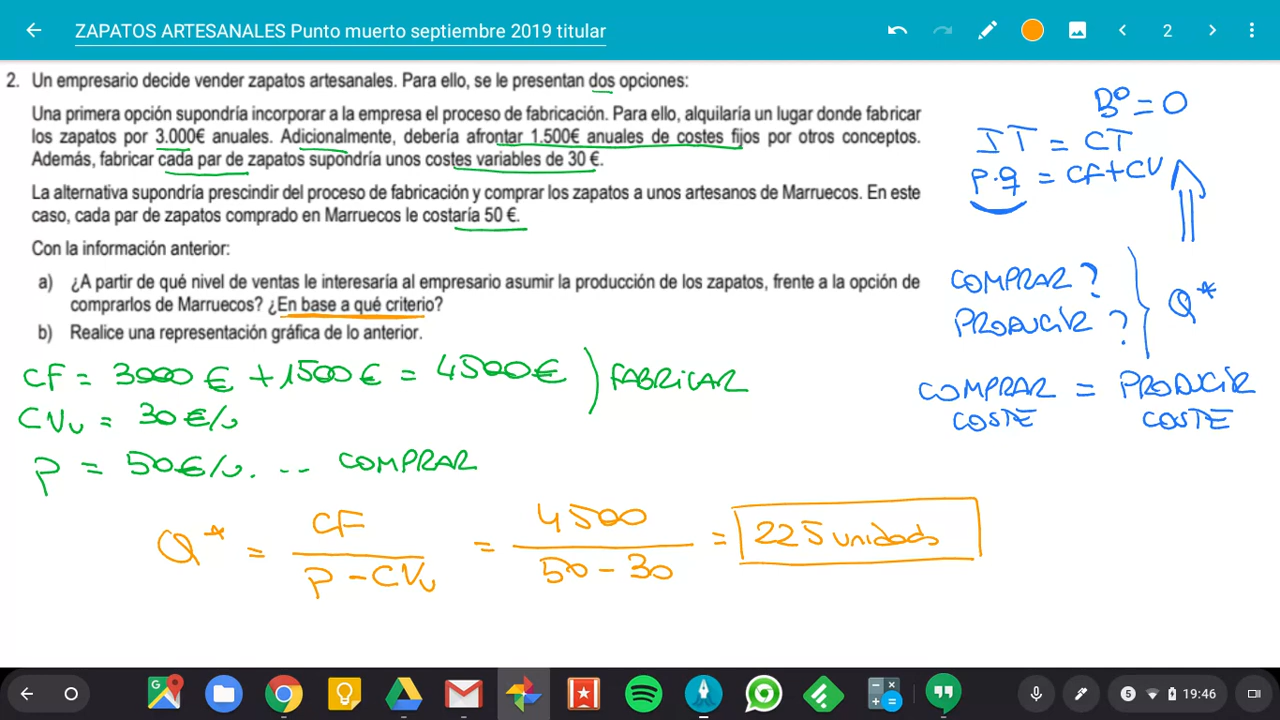 ZAPATOS ARTESANALES Punto muerto septiembre 2019 titular
2
2. Un empresario decide vender zapatos artesanales. Para ello, se le presentan dos opciones:
Una primera opción supondría incorporar a la empresa el proceso de fabricación. Para ello, alquilaría un lugar donde fabricar
los zapatos por 3.000€ anuales. Adicionalmente, debería afrontar 1.500€ anuales de costes fijos por otros conceptos.
Además, fabricar cada par de zapatos supondría unos costes variables de 30 €.
La alternativa supondría prescindir del proceso de fabricación y comprar los zapatos a unos artesanos de Marruecos. En este
caso, cada par de zapatos comprado en Marruecos le costaría 50 €.
Con la información anterior:
a) ¿A partir de qué nivel de ventas le interesaría al empresario asumir la producción de los zapatos, frente a la opción de
comprarlos de Marruecos? ¿En base a qué criterio?
b) Realice una representación gráfica de lo anterior.
Bº = 0
IT = CT
P.q = CF+CV
COMPRAR?
PRODUCIR?
Q*
COMPRAR = PRODUCIR
COSTE COSTE
CF = 3000 € + 1500 € = 4500€ ) FABRICAR
CVu = 30 €/u
P = 50€/u. -- COMPRAR
Q* = CF / P - CVu = 4500 / 50 - 30 = 225 unidades
5
19:46